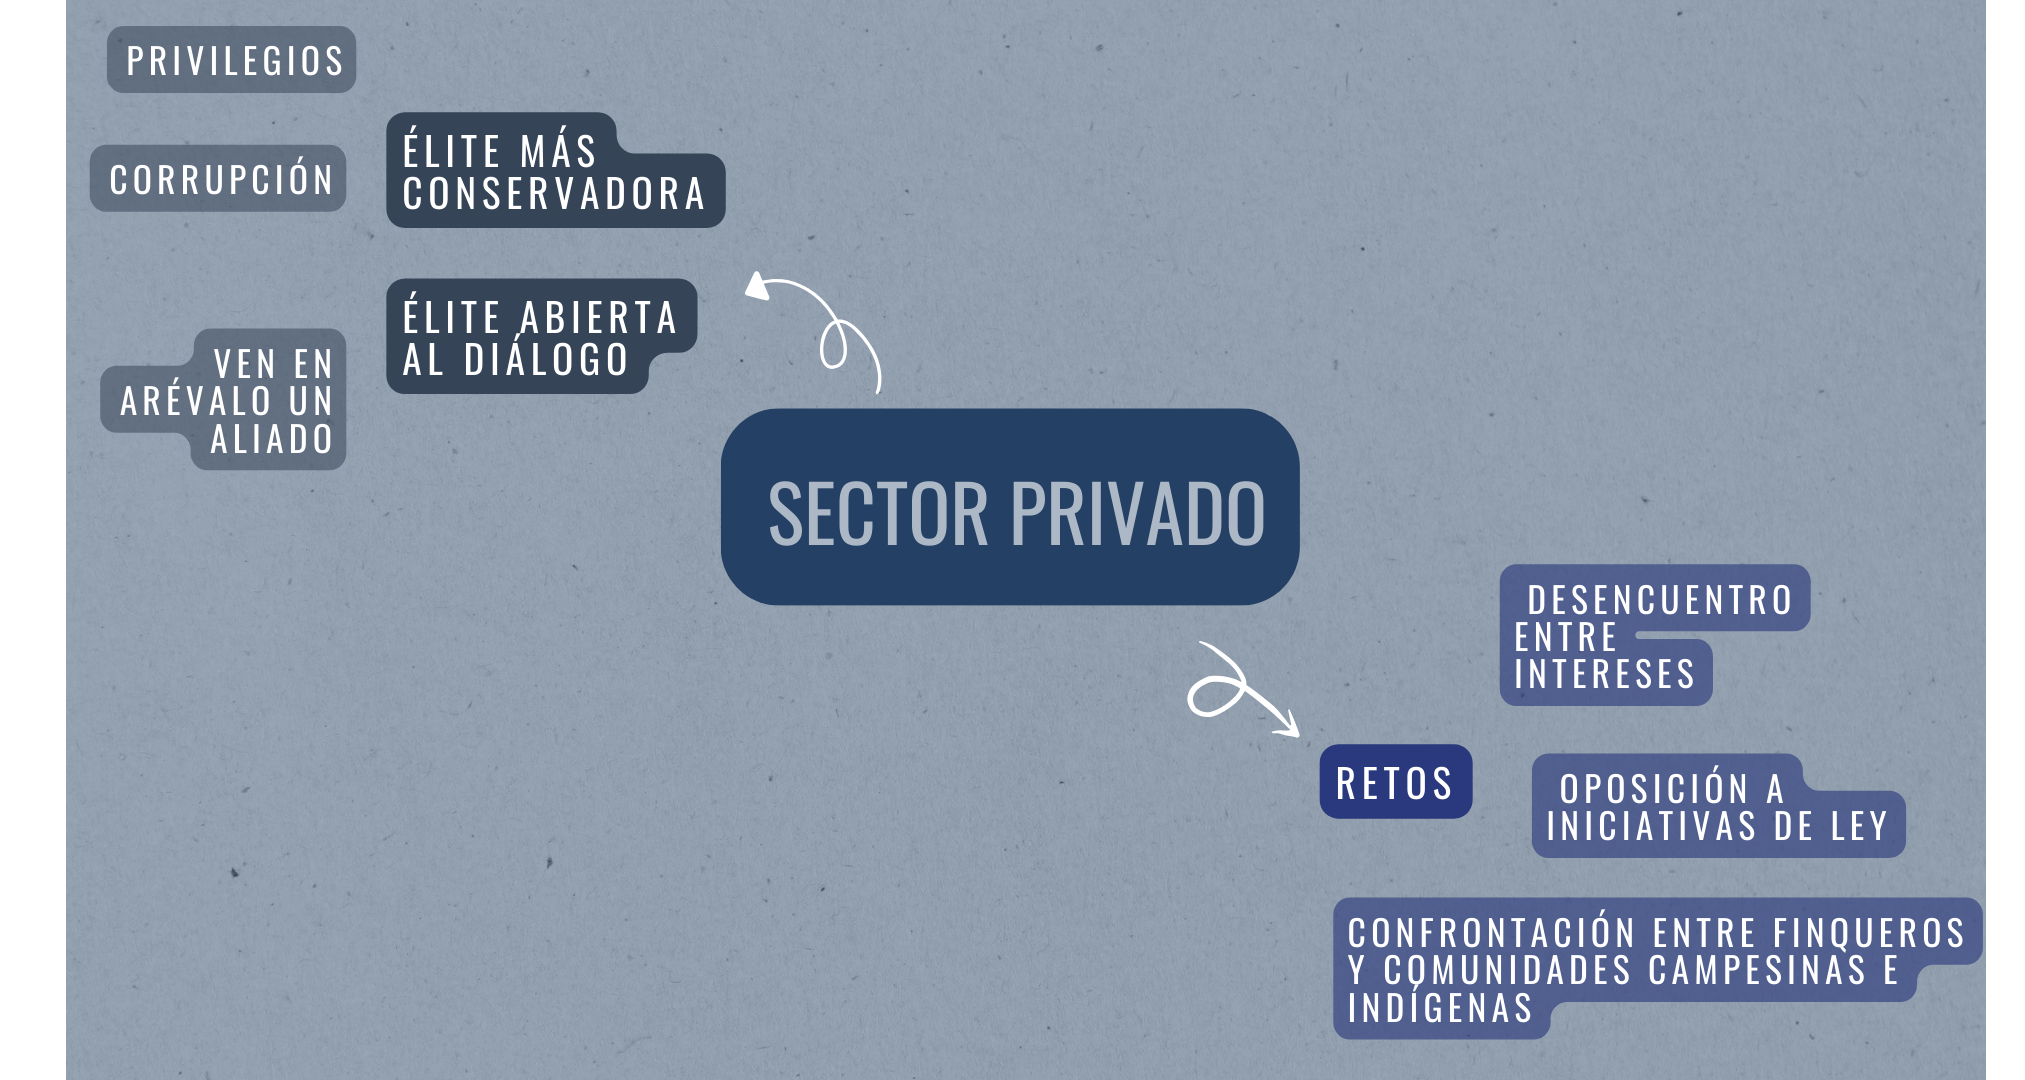 PRIVILEGIOS
CORRUPCIÓN
ÉLITE MÁS
CONSERVADORA
ÉLITE ABIERTA
AL DIÁLOGO
VEN EN
ARÉVALO UN
ALIADO
SECTOR PRIVADO
DESENCUENTRO
ENTRE
INTERESES
RETOS
OPOSICIÓN A
INICIATIVAS DE LEY
CONFRONTACIÓN ENTRE FINQUEROS
Y COMUNIDADES CAMPESINAS E
INDÍGENAS